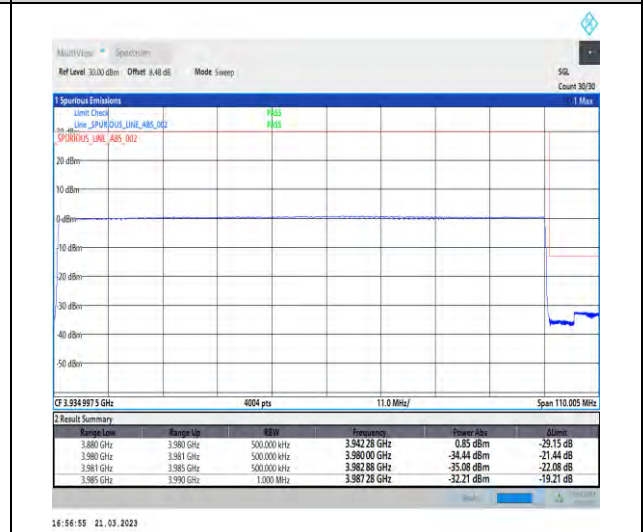 MultiView Spectrum
Ref Level 30.00 dBm Offset 8.48 dB Mode Sweep SGL
Count 30/30
1 Spurious Emissions 1 Max
Limit Check PASS
Line _SPURIOUS_LINE_ABS_002 PASS
_SPURIOUS_LINE_ABS_002
20 dBm
10 dBm
0 dBm
-10 dBm
-20 dBm
-30 dBm
-40 dBm
-50 dBm
CF 3.934 997 5 GHz 4004 pts 11.0 MHz/ Span 110.005 MHz
2 Result Summary
Range Low Range Up RBW Frequency Power Abs ΔLimit
3.880 GHz 3.980 GHz 500.000 kHz 3.942 28 GHz 0.85 dBm -29.15 dB
3.980 GHz 3.981 GHz 500.000 kHz 3.980 00 GHz -34.44 dBm -21.44 dB
3.981 GHz 3.985 GHz 500.000 kHz 3.982 88 GHz -35.08 dBm -22.08 dB
3.985 GHz 3.990 GHz 1.000 MHz 3.987 28 GHz -32.21 dBm -19.21 dB
16:56:55 21.03.2023